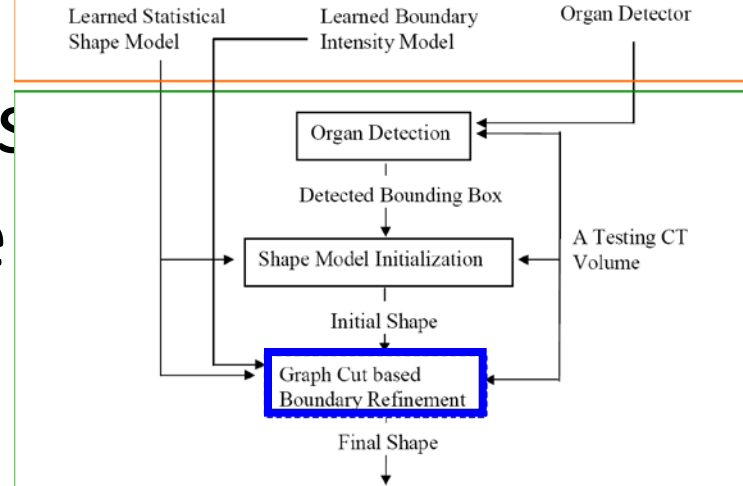 Learned Statistical
Shape Model
Learned Boundary
Intensity Model
Organ Detector
s
e
Organ Detection
Detected Bounding Box
A Testing CT
Volume
Shape Model Initialization
Initial Shape
Graph Cut based
Boundary Refinement
Final Shape